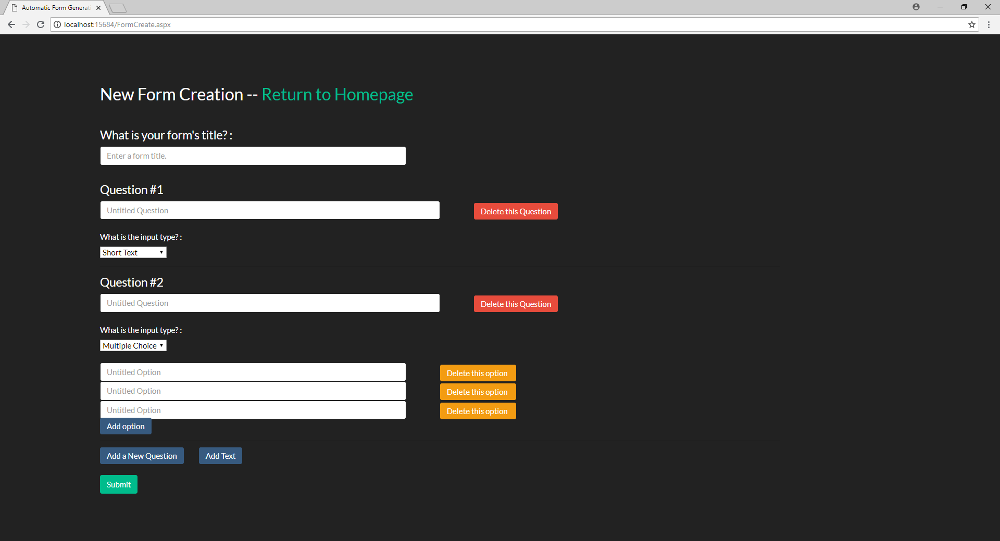 Automatic Form Generat
localhost:15684/FormCreate.aspx
New Form Creation -- Return to Homepage
What is your form's title? :
Enter a form title.
Question #1
Untitled Question
Delete this Question
What is the input type? :
Short Text
Question #2
Untitled Question
Delete this Question
What is the input type? :
Multiple Choice
Untitled Option
Delete this option
Untitled Option
Delete this option
Untitled Option
Delete this option
Add option
Add a New Question
Add Text
Submit